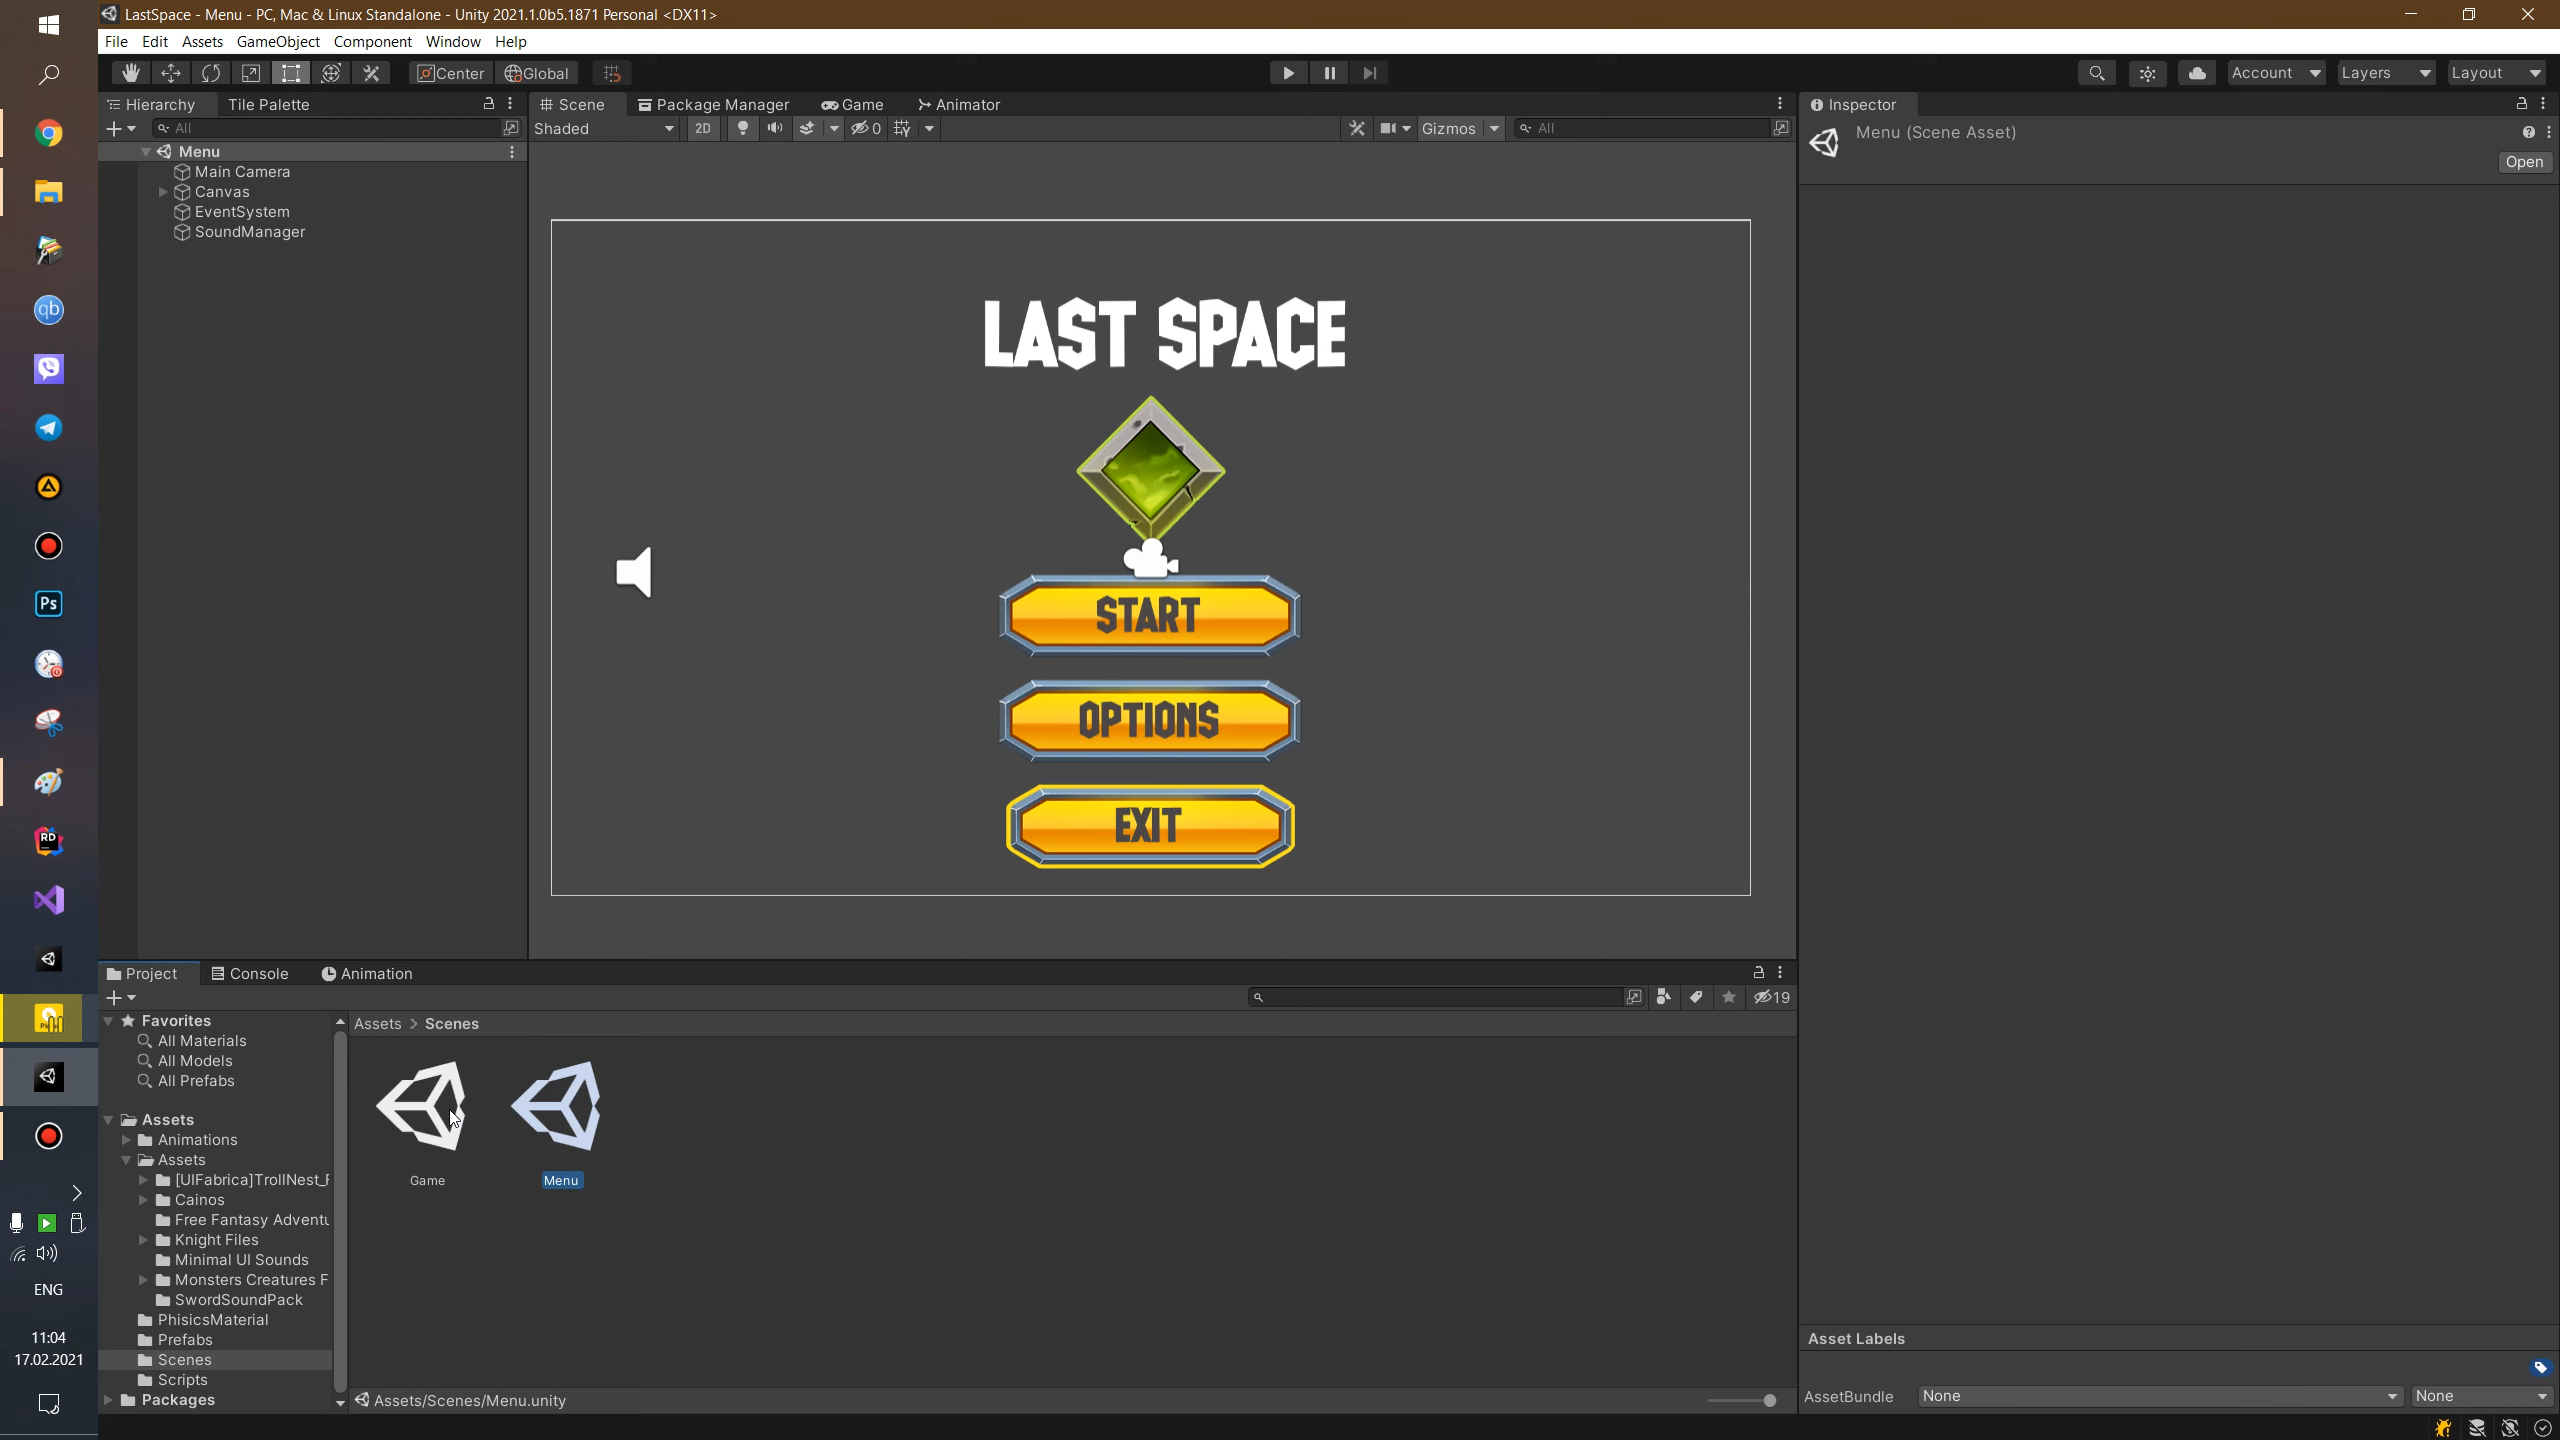 LastSpace - Menu - PC, Mac & Linux Standalone - Unity 2021.1.0b5.1871 Personal <DX11>
File Edit Assets GameObject Component Window Help
Center Global
Account Layers Layout
Hierarchy Tile Palette
All
Menu
Main Camera
Canvas
EventSystem
SoundManager
Scene Package Manager Game Animator
Shaded 2D 0 Gizmos All
LAST SPACE
START
OPTIONS
EXIT
Inspector
Menu (Scene Asset)
Open
Project Console Animation
19
Favorites
All Materials
All Models
All Prefabs
Assets
Animations
Assets
[UIFabrica]TrollNest_F
Cainos
Free Fantasy Adventu
Knight Files
Minimal UI Sounds
Monsters Creatures F
SwordSoundPack
PhisicsMaterial
Prefabs
Scenes
Scripts
Packages
Assets > Scenes
Game
Menu
Assets/Scenes/Menu.unity
Asset Labels
AssetBundle None None
qb
Ps
RD
ENG
11:04
17.02.2021